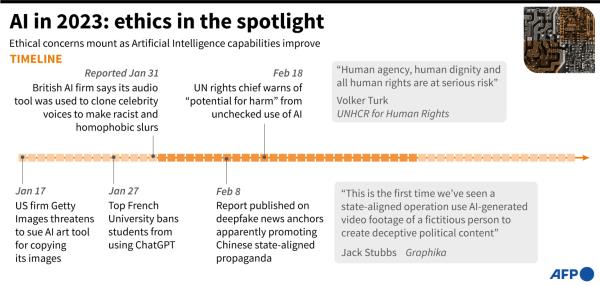 AI in 2023: ethics in the spotlight
Ethical concerns mount as Artificial Intelligence capabilities improve
TIMELINE
Reported Jan 31
British AI firm says its audio
tool was used to clone celebrity
voices to make racist and
homophobic slurs
Feb 18
UN rights chief warns of
“potential for harm” from
unchecked use of AI
“Human agency, human dignity and
all human rights are at serious risk”
Volker Turk
UNHCR for Human Rights
Jan 17
US firm Getty
Images threatens
to sue AI art tool
for copying
its images
Jan 27
Top French
University bans
students from
using ChatGPT
Feb 8
Report published on
deepfake news anchors
apparently promoting
Chinese state-aligned
propaganda
“This is the first time we’ve seen a
state-aligned operation use AI-generated
video footage of a fictitious person to
create deceptive political content”
Jack Stubbs Graphika
AFP